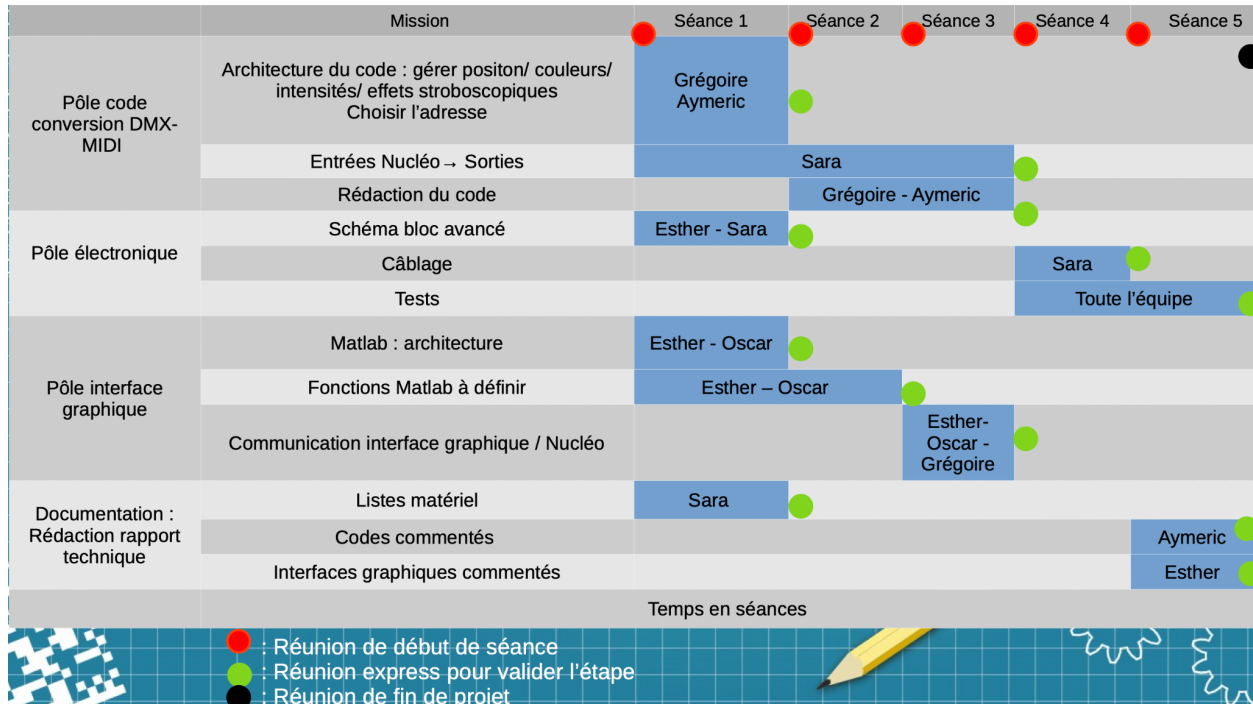 Mission
Séance 1
Séance 2
Séance 3
Séance 4
Séance 5
Pôle code
conversion DMX-
MIDI
Architecture du code : gérer positon/ couleurs/
intensités/ effets stroboscopiques
Choisir l’adresse
Grégoire
Aymeric
Entrées Nucléo→ Sorties
Sara
Rédaction du code
Grégoire - Aymeric
Pôle électronique
Schéma bloc avancé
Esther - Sara
Câblage
Sara
Tests
Toute l’équipe
Pôle interface
graphique
Matlab : architecture
Esther - Oscar
Fonctions Matlab à définir
Esther – Oscar
Communication interface graphique / Nucléo
Esther-
Oscar -
Grégoire
Documentation :
Rédaction rapport
technique
Listes matériel
Sara
Codes commentés
Aymeric
Interfaces graphiques commentés
Esther
Temps en séances
: Réunion de début de séance
: Réunion express pour valider l’étape
: Réunion de fin de projet